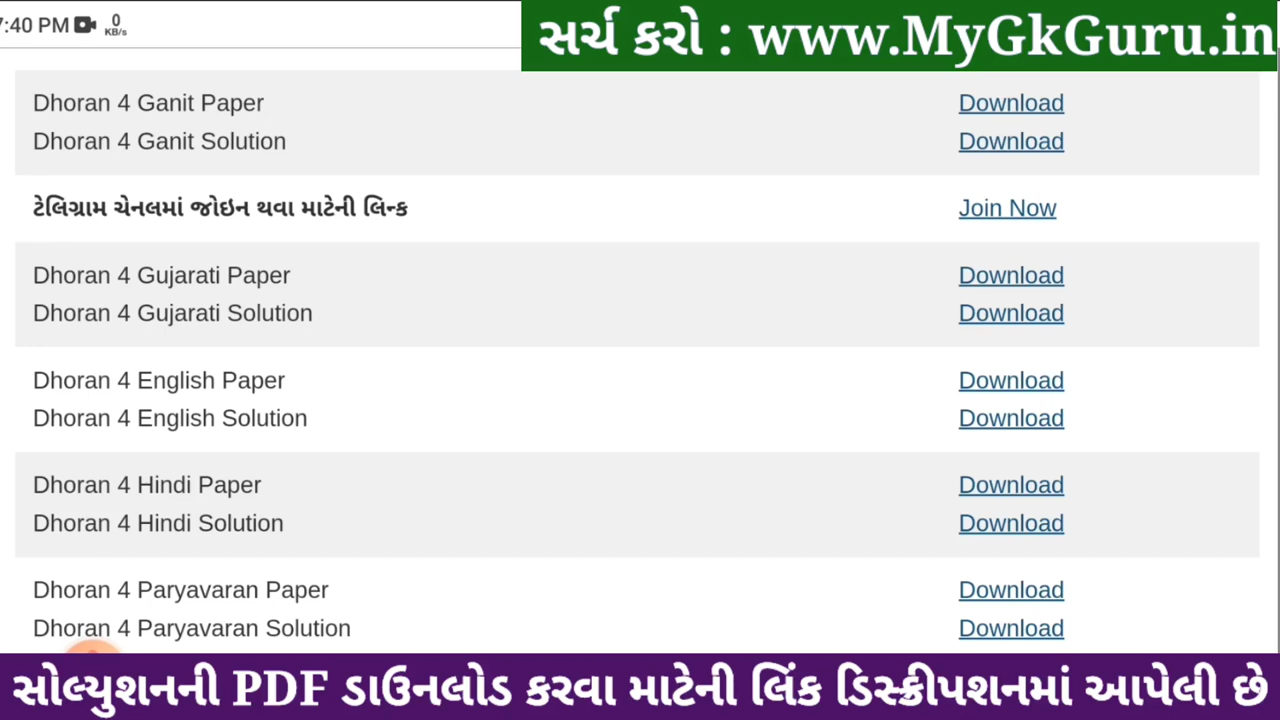 7:40 PM 0 KB/s
સર્ચ કરો : www.MyGkGuru.in
Dhoran 4 Ganit Paper Download
Dhoran 4 Ganit Solution Download
ટેલિગ્રામ ચેનલમાં જોઇન થવા માટેની લિન્ક Join Now
Dhoran 4 Gujarati Paper Download
Dhoran 4 Gujarati Solution Download
Dhoran 4 English Paper Download
Dhoran 4 English Solution Download
Dhoran 4 Hindi Paper Download
Dhoran 4 Hindi Solution Download
Dhoran 4 Paryavaran Paper Download
Dhoran 4 Paryavaran Solution Download
સોલ્યુશનની PDF ડાઉનલોડ કરવા માટેની લિંક ડિસ્ક્રીપશનમાં આપેલી છે